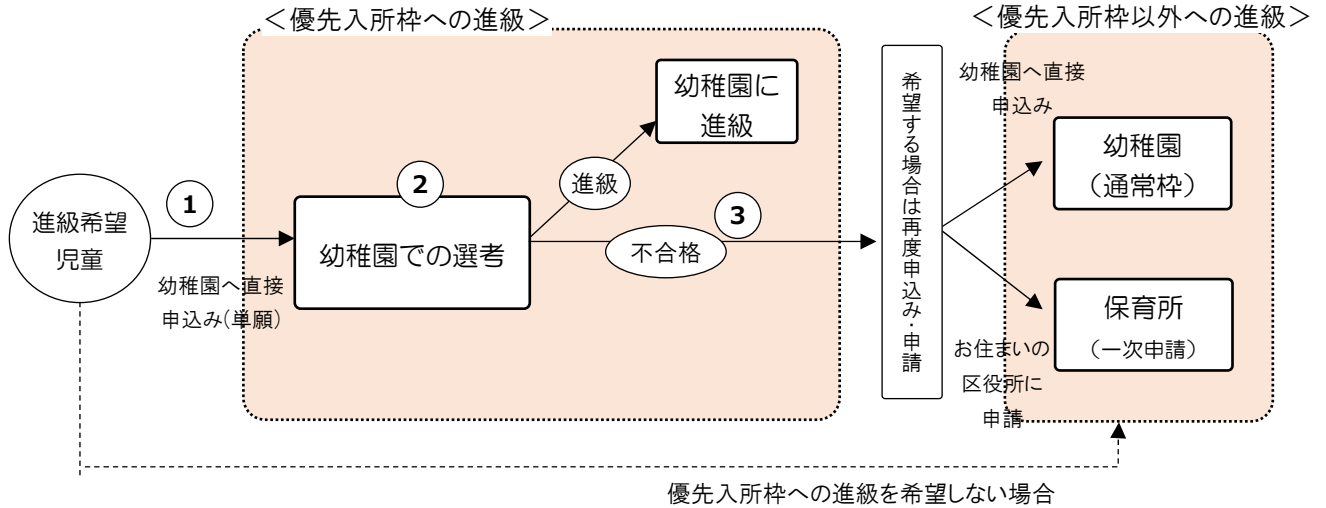 ＜優先入所枠への進級＞
＜優先入所枠以外への進級＞
進級希望
児童
1
幼稚園へ直接
申込み（単願）
2
幼稚園での選考
進級
幼稚園に
進級
3
不合格
希望する場合は再度申込み・申請
幼稚園へ直接
申込み
幼稚園
（通常枠）
お住まいの
区役所に
申請
保育所
（一次申請）
優先入所枠への進級を希望しない場合